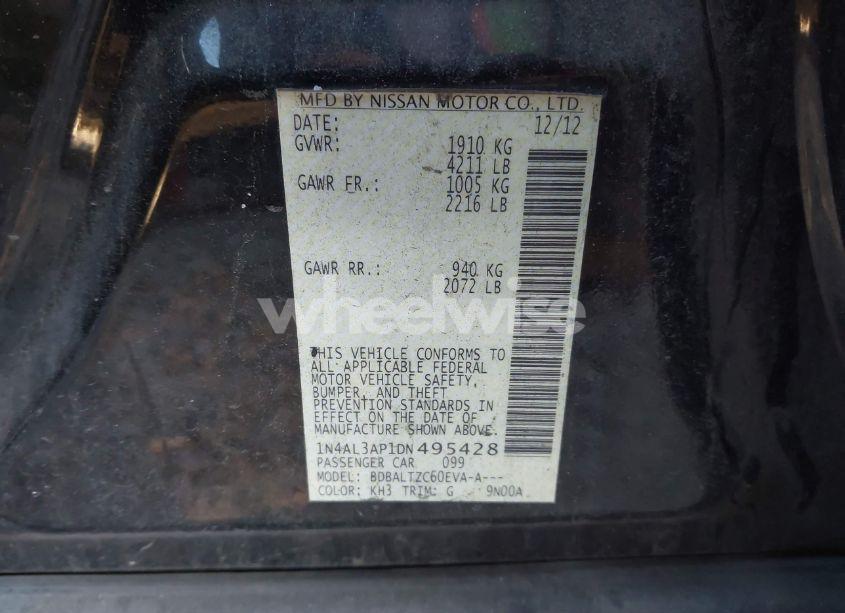 MFD BY NISSAN MOTOR CO., LTD.
DATE: 12/12
GVWR: 1910 KG
4211 LB
GAWR FR.: 1005 KG
2216 LB
GAWR RR.: 940 KG
2072 LB
wheelwise
THIS VEHICLE CONFORMS TO
ALL APPLICABLE FEDERAL
MOTOR VEHICLE SAFETY,
BUMPER, AND THEFT
PREVENTION STANDARDS IN
EFFECT ON THE DATE OF
MANUFACTURE SHOWN ABOVE.
1N4AL3AP1DN495428
PASSENGER CAR 099
MODEL: BDBALTZC60EVA-A---
COLOR: KH3 TRIM: G 9N00A